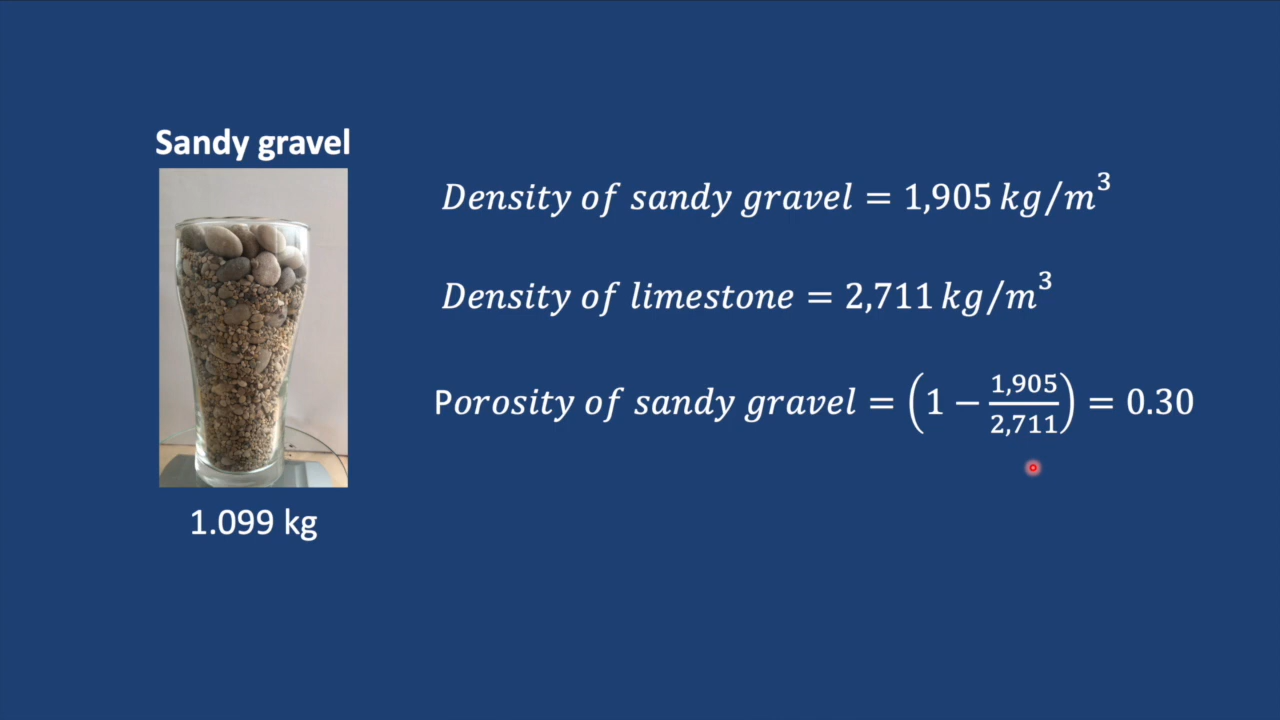 Sandy gravel
Density of sandy gravel = 1,905 kg/m³
Density of limestone = 2,711 kg/m³
Porosity of sandy gravel = (1 − 1,905/2,711) = 0.30
1.099 kg